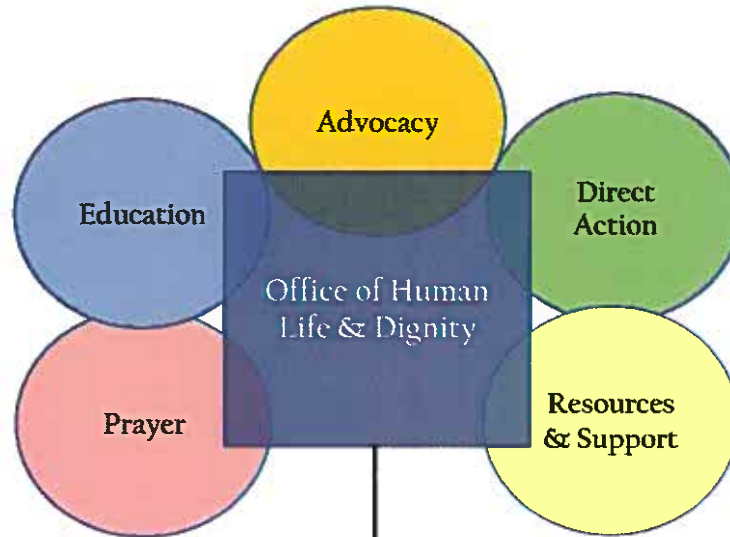 Advocacy
Education
Direct
Action
Office of Human
Life & Dignity
Prayer
Resources
& Support